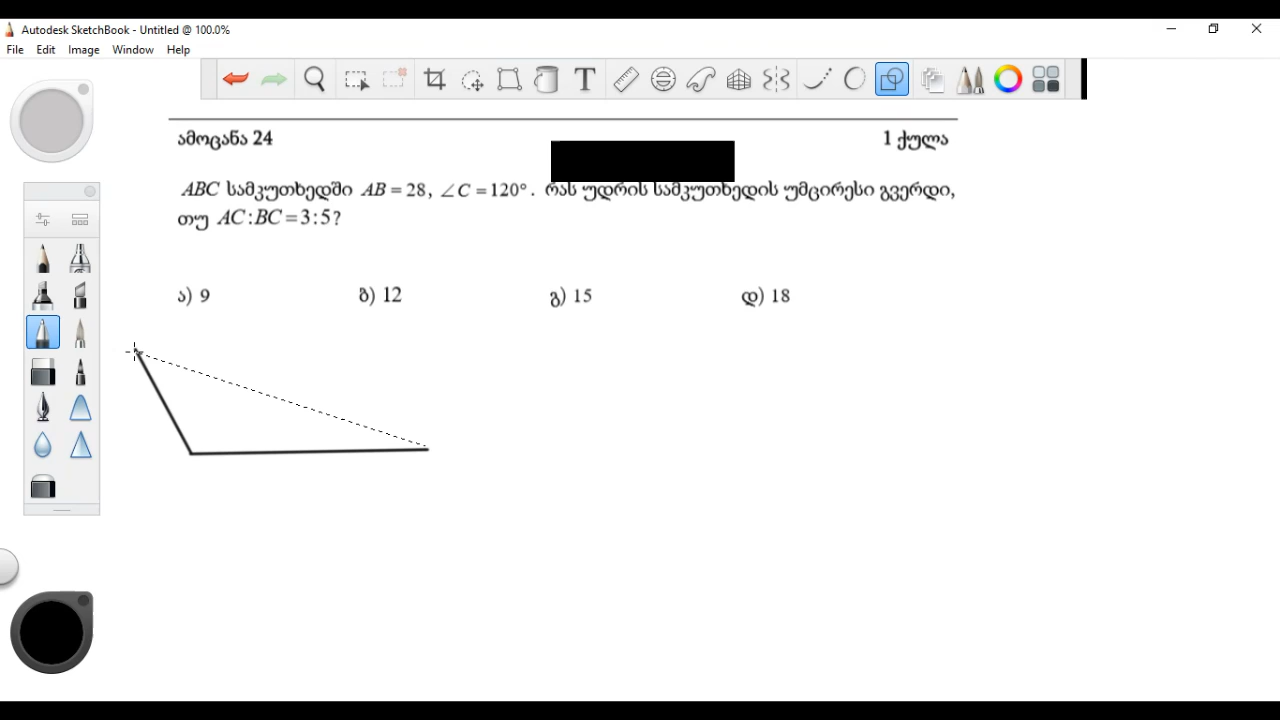 Autodesk SketchBook - Untitled @ 100.0%
File Edit Image Window Help
ამოცანა 24 1 ქულა
ABC სამკუთხედში AB = 28, ∠C = 120°. რას უდრის სამკუთხედის უმცირესი გვერდი,
თუ AC:BC = 3:5?
ა) 9 ბ) 12 გ) 15 დ) 18